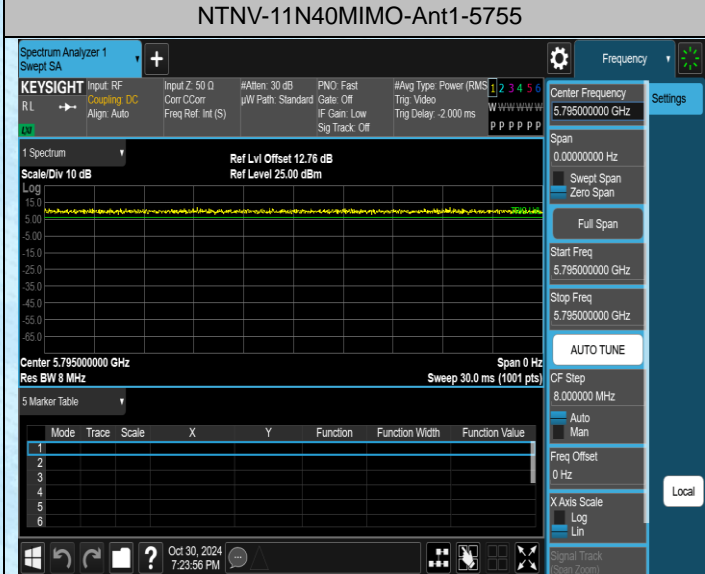 NTNV-11N40MIMO-Ant1-5755
Spectrum Analyzer 1
Swept SA
Frequency
Settings
KEYSIGHT
RL
Input: RF
Coupling: DC
Align: Auto
Input Z: 50 Ω
Corr CCorr
Freq Ref: Int (S)
#Atten: 30 dB
µW Path: Standard
PNO: Fast
Gate: Off
IF Gain: Low
Sig Track: Off
#Avg Type: Power (RMS
Trig: Video
Trig Delay: -2.000 ms
1 2 3 4 5 6
W W W W W W
P P P P P P
1 Spectrum
Scale/Div 10 dB
Ref Lvl Offset 12.76 dB
Ref Level 25.00 dBm
Log
15.0
5.00
-5.00
-15.0
-25.0
-35.0
-45.0
-55.0
-65.0
Center 5.795000000 GHz
Res BW 8 MHz
Span 0 Hz
Sweep 30.0 ms (1001 pts)
5 Marker Table
Mode Trace Scale X Y Function Function Width Function Value
1
2
3
4
5
6
Center Frequency
5.795000000 GHz
Span
0.00000000 Hz
Swept Span
Zero Span
Full Span
Start Freq
5.795000000 GHz
Stop Freq
5.795000000 GHz
AUTO TUNE
CF Step
8.000000 MHz
Auto
Man
Freq Offset
0 Hz
X Axis Scale
Log
Lin
Signal Track
(Span Zoom)
Local
?
Oct 30, 2024
7:23:56 PM